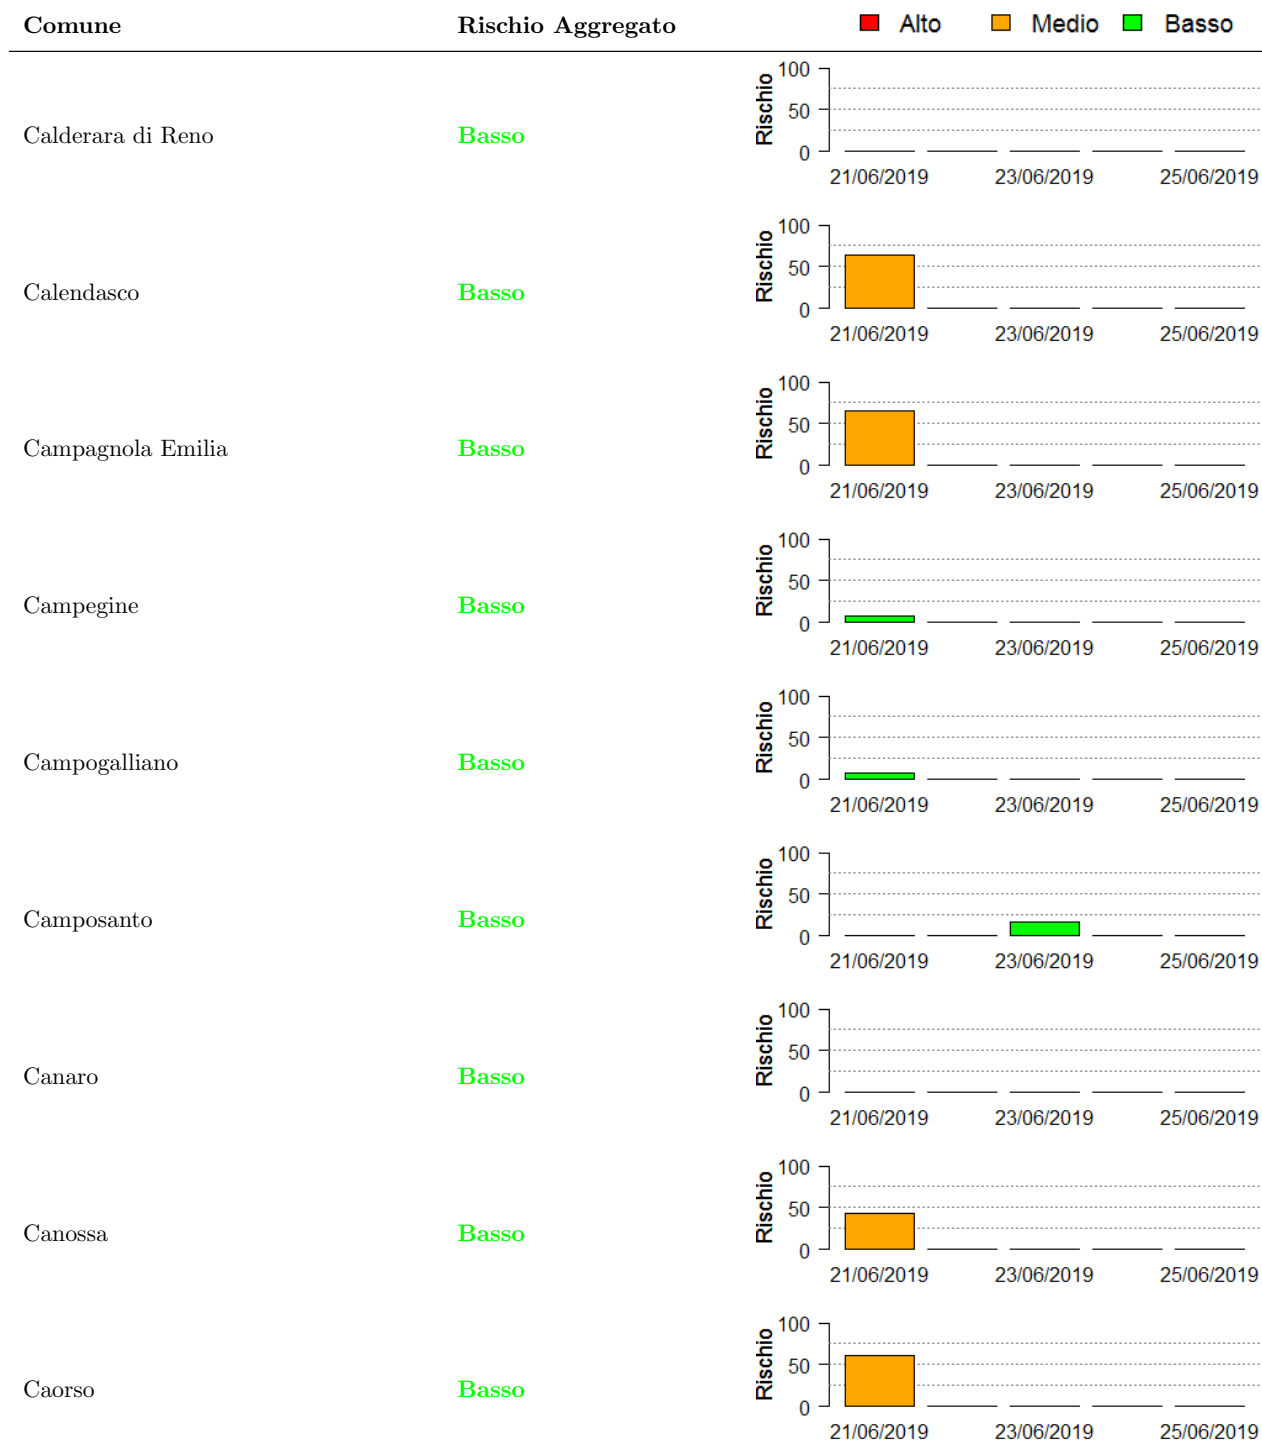 Comune Rischio Aggregato Alto Medio Basso
100
50
0
Rischio
Calderara di Reno Basso
21/06/2019 23/06/2019 25/06/2019
100
50
0
Rischio
Calendasco Basso
21/06/2019 23/06/2019 25/06/2019
100
50
0
Rischio
Campagnola Emilia Basso
21/06/2019 23/06/2019 25/06/2019
100
50
0
Rischio
Campegine Basso
21/06/2019 23/06/2019 25/06/2019
100
50
0
Rischio
Campogalliano Basso
21/06/2019 23/06/2019 25/06/2019
100
50
0
Rischio
Camposanto Basso
21/06/2019 23/06/2019 25/06/2019
100
50
0
Rischio
Canaro Basso
21/06/2019 23/06/2019 25/06/2019
100
50
0
Rischio
Canossa Basso
21/06/2019 23/06/2019 25/06/2019
100
50
0
Rischio
Caorso Basso
21/06/2019 23/06/2019 25/06/2019